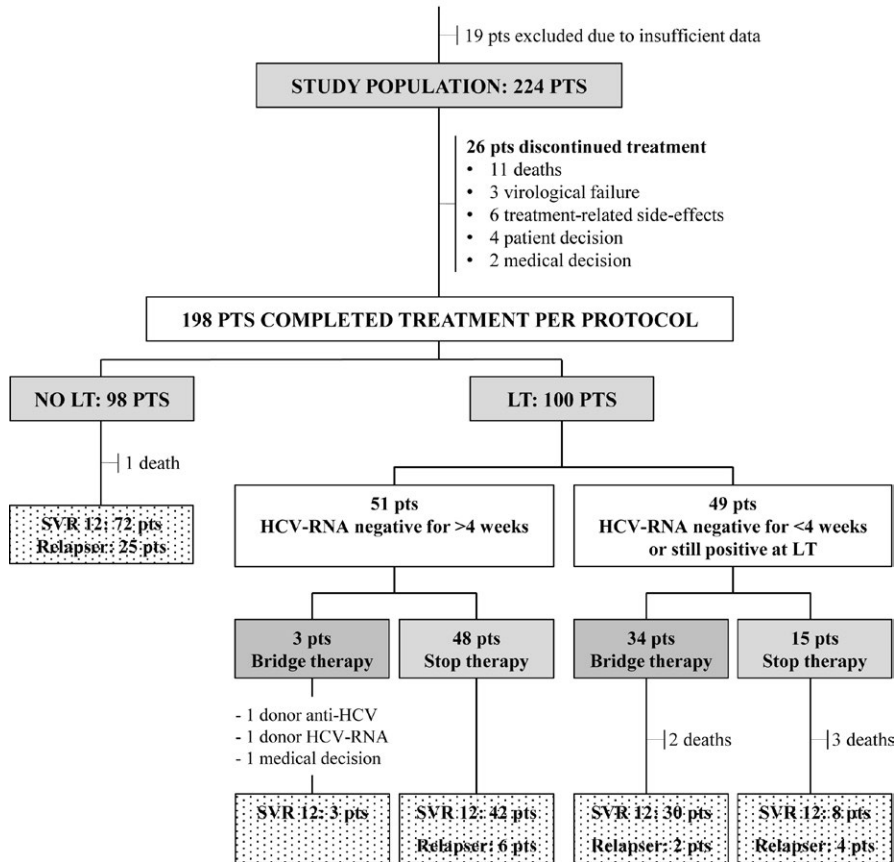 19 pts excluded due to insufficient data
STUDY POPULATION: 224 PTS
26 pts discontinued treatment
• 11 deaths
• 3 virological failure
• 6 treatment-related side-effects
• 4 patient decision
• 2 medical decision
198 PTS COMPLETED TREATMENT PER PROTOCOL
NO LT: 98 PTS
LT: 100 PTS
1 death
SVR 12: 72 pts
Relapser: 25 pts
51 pts
HCV-RNA negative for >4 weeks
49 pts
HCV-RNA negative for <4 weeks
or still positive at LT
3 pts
Bridge therapy
48 pts
Stop therapy
34 pts
Bridge therapy
15 pts
Stop therapy
- 1 donor anti-HCV
- 1 donor HCV-RNA
- 1 medical decision
2 deaths
3 deaths
SVR 12: 3 pts
SVR 12: 42 pts
Relapser: 6 pts
SVR 12: 30 pts
Relapser: 2 pts
SVR 12: 8 pts
Relapser: 4 pts